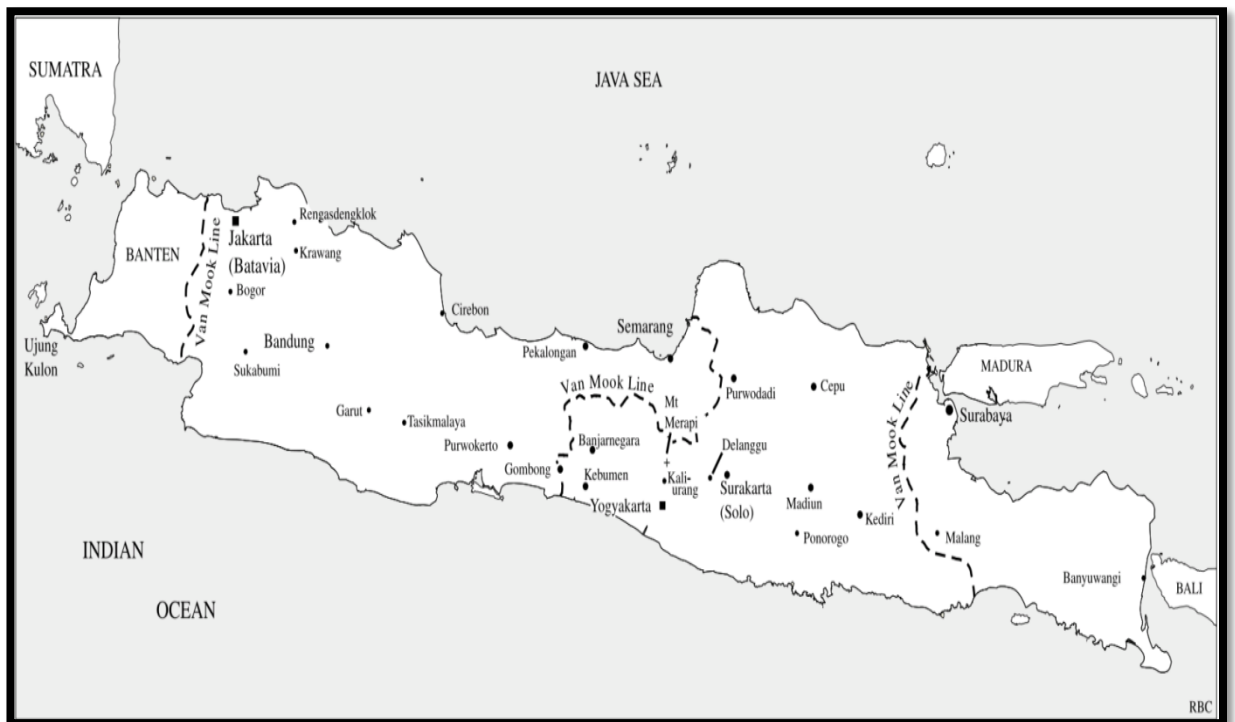 SUMATRA
JAVA SEA
Rengasdengklok
Jakarta
(Batavia)
Krawang
BANTEN
Van Mook Line
Bogor
Cirebon
Semarang
Ujung
Kulon
Bandung
Sukabumi
Pekalongan
MADURA
Van Mook Line
Purwodadi
Cepu
Mt
Merapi
Surabaya
Garut
Tasikmalaya
Van Mook Line
Purwokerto
Banjarnegara
Delanggu
Gombong
Kebumen
Kali-
urang
Surakarta
(Solo)
Yogyakarta
Madiun
Kediri
Ponorogo
Malang
INDIAN
OCEAN
Banyuwangi
BALI
RBC